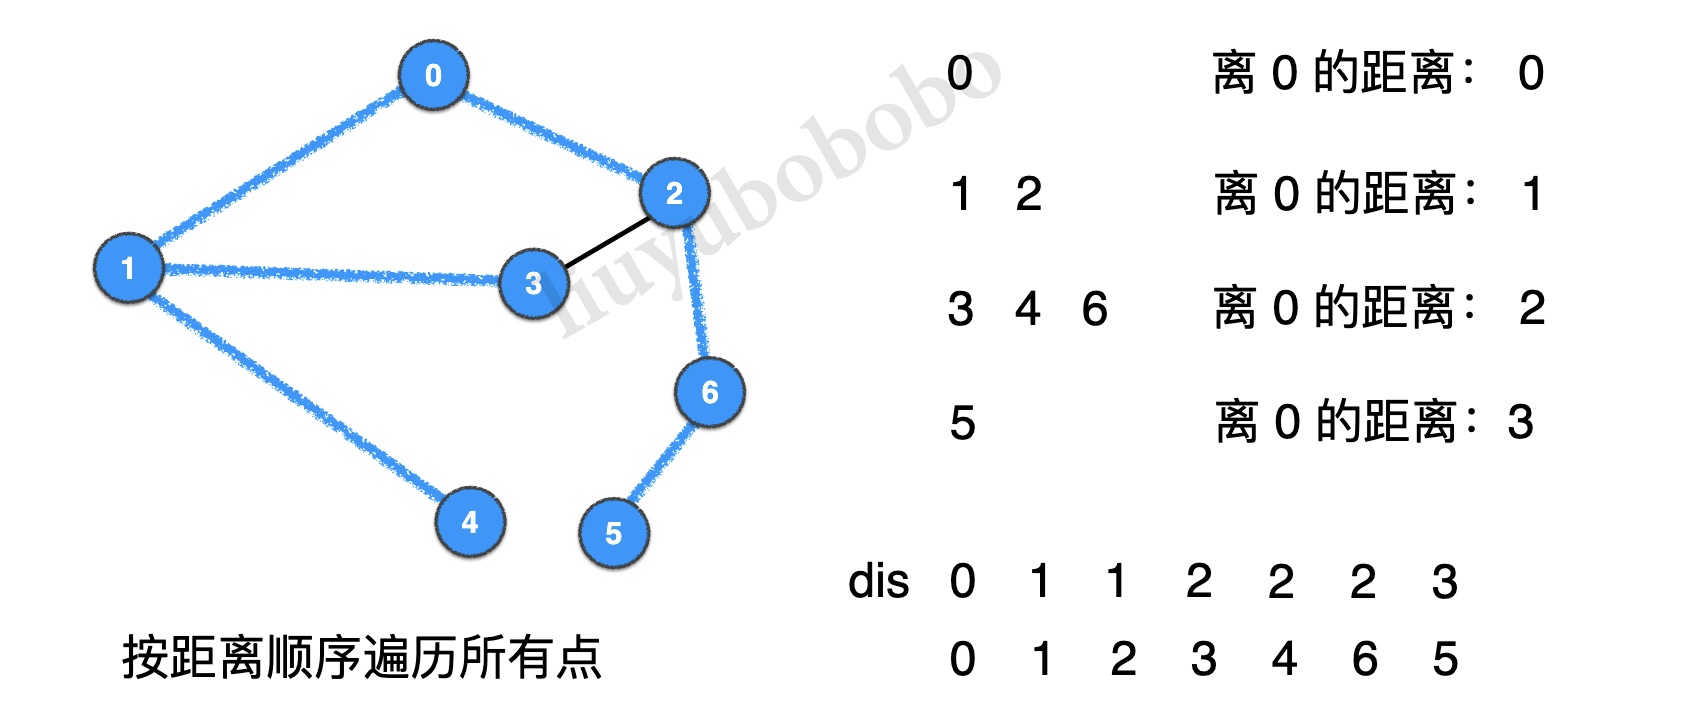 0
2
1
3
6
4
5
按距离顺序遍历所有点
0 离 0 的距离： 0
1 2 离 0 的距离： 1
3 4 6 离 0 的距离： 2
5 离 0 的距离：3
dis 0 1 1 2 2 2 3
0 1 2 3 4 6 5
liuyubobobo